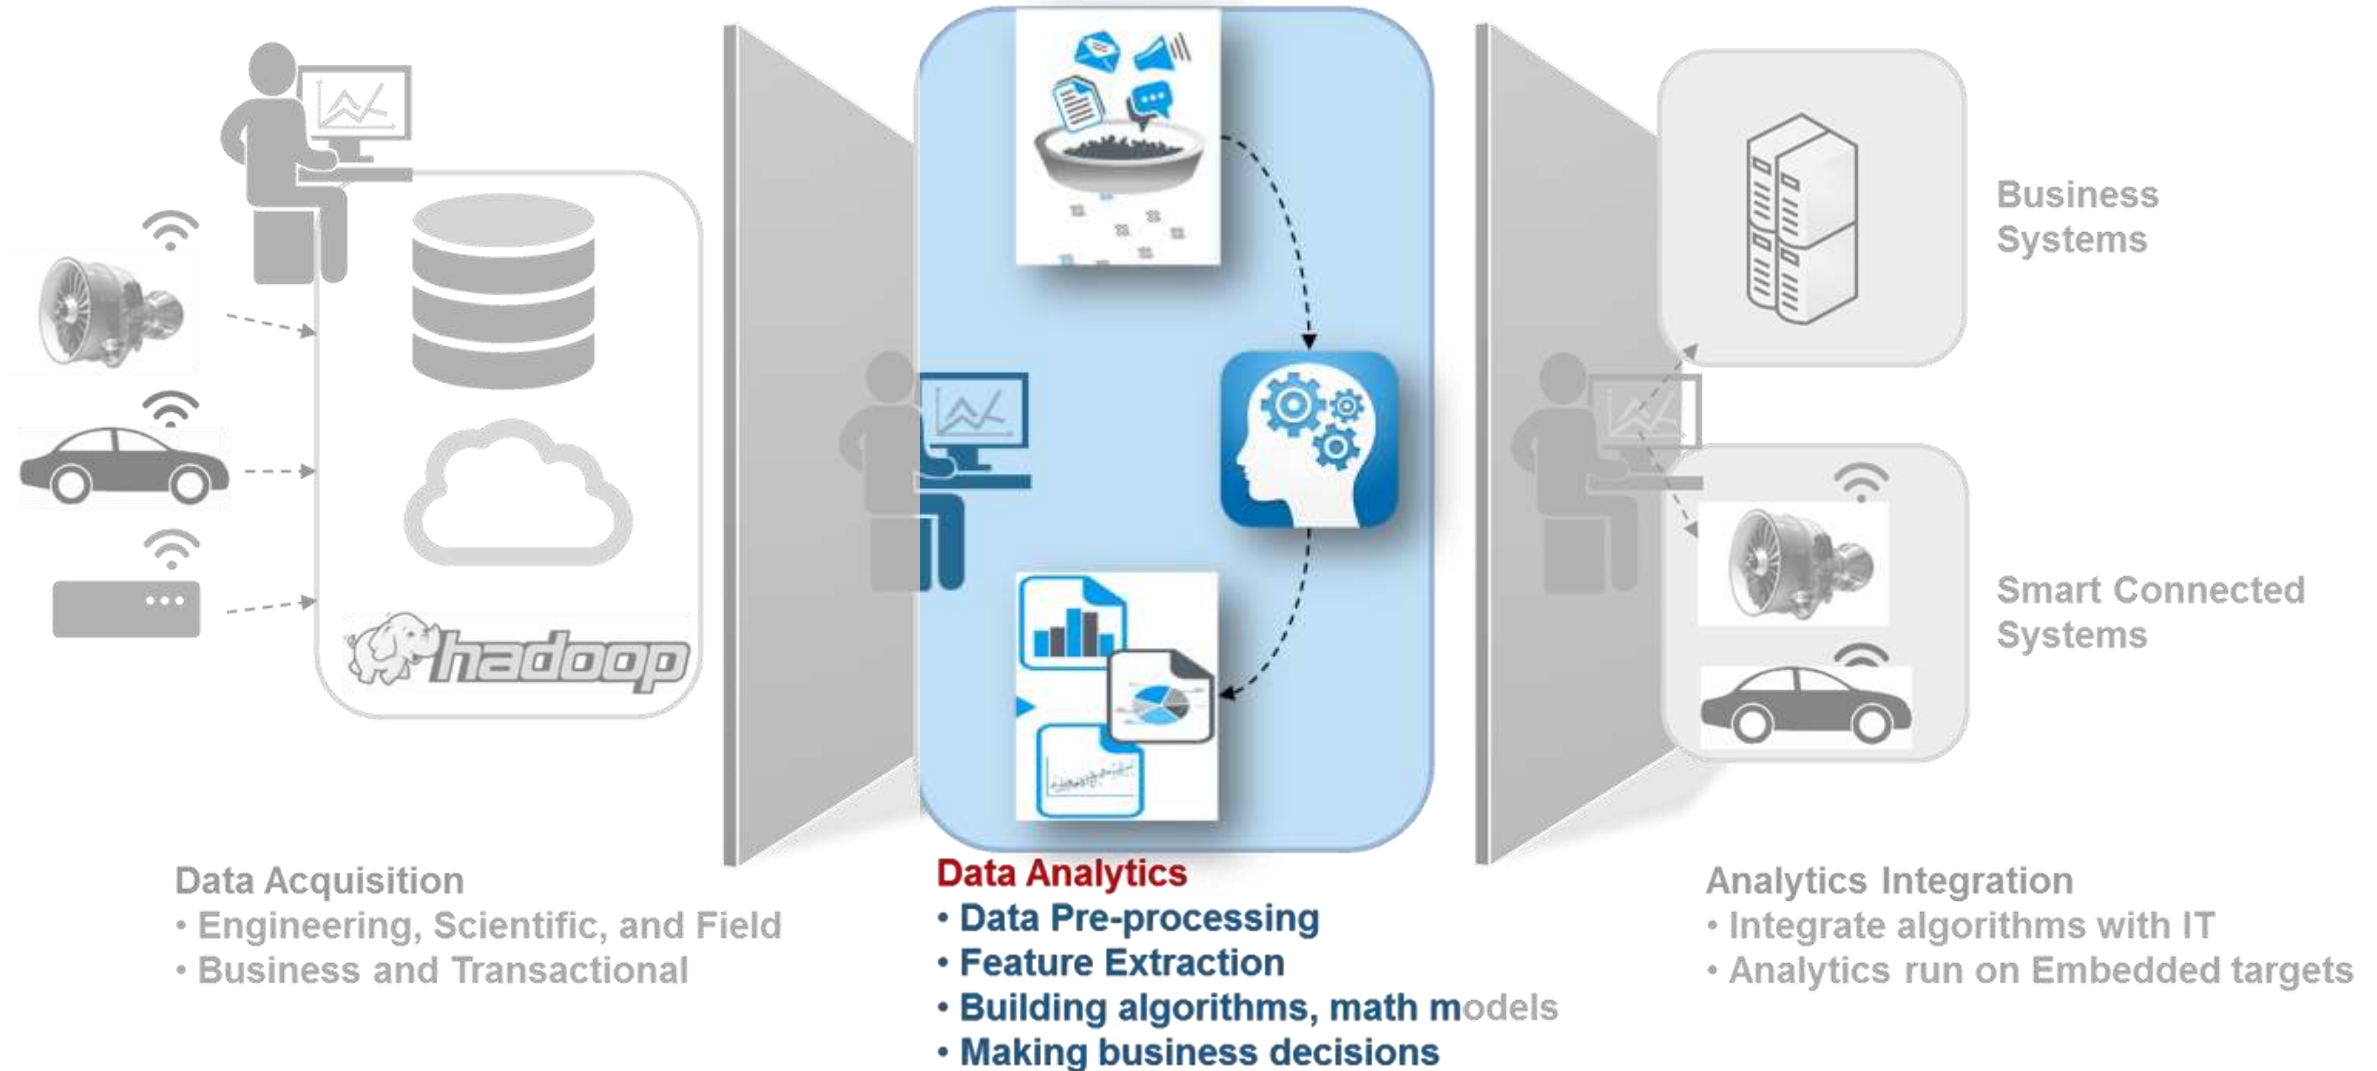 hadoop
Business
Systems
Smart Connected
Systems
Data Acquisition
• Engineering, Scientific, and Field
• Business and Transactional
Data Analytics
• Data Pre-processing
• Feature Extraction
• Building algorithms, math models
• Making business decisions
Analytics Integration
• Integrate algorithms with IT
• Analytics run on Embedded targets